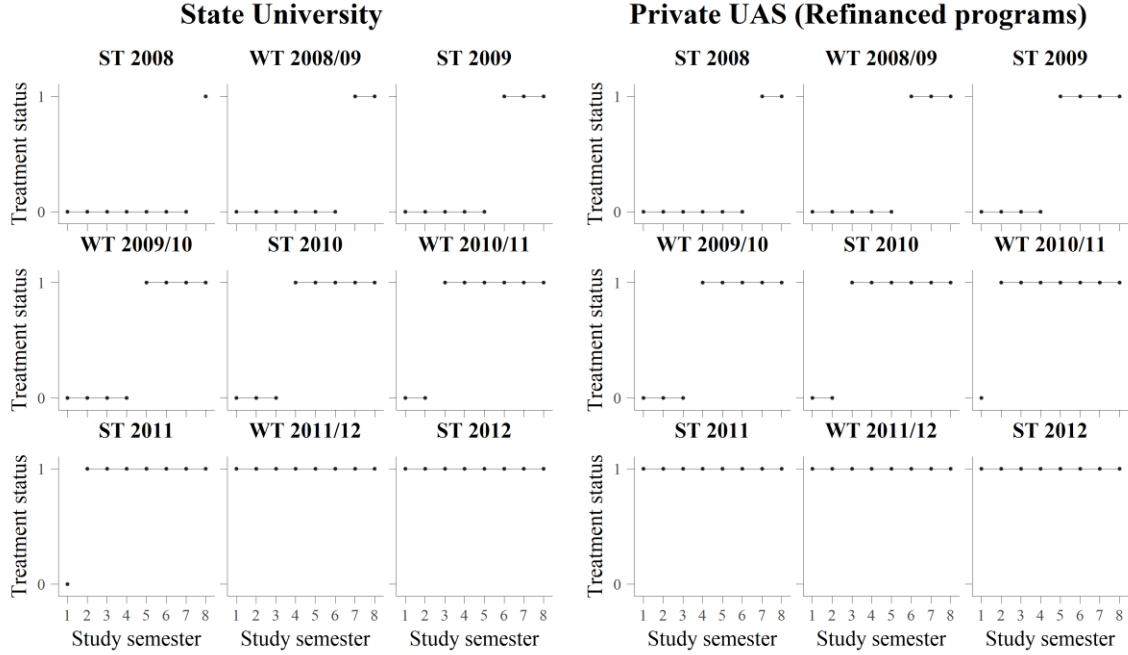 State University
Private UAS (Refinanced programs)
ST 2008
WT 2008/09
ST 2009
ST 2008
WT 2008/09
ST 2009
Treatment status
1
0
Treatment status
1
0
WT 2009/10
ST 2010
WT 2010/11
WT 2009/10
ST 2010
WT 2010/11
Treatment status
1
0
Treatment status
1
0
ST 2011
WT 2011/12
ST 2012
ST 2011
WT 2011/12
ST 2012
Treatment status
1
0
Treatment status
1
0
1 2 3 4 5 6 7 8
1 2 3 4 5 6 7 8
1 2 3 4 5 6 7 8
1 2 3 4 5 6 7 8
1 2 3 4 5 6 7 8
1 2 3 4 5 6 7 8
Study semester
Study semester
Study semester
Study semester
Study semester
Study semester